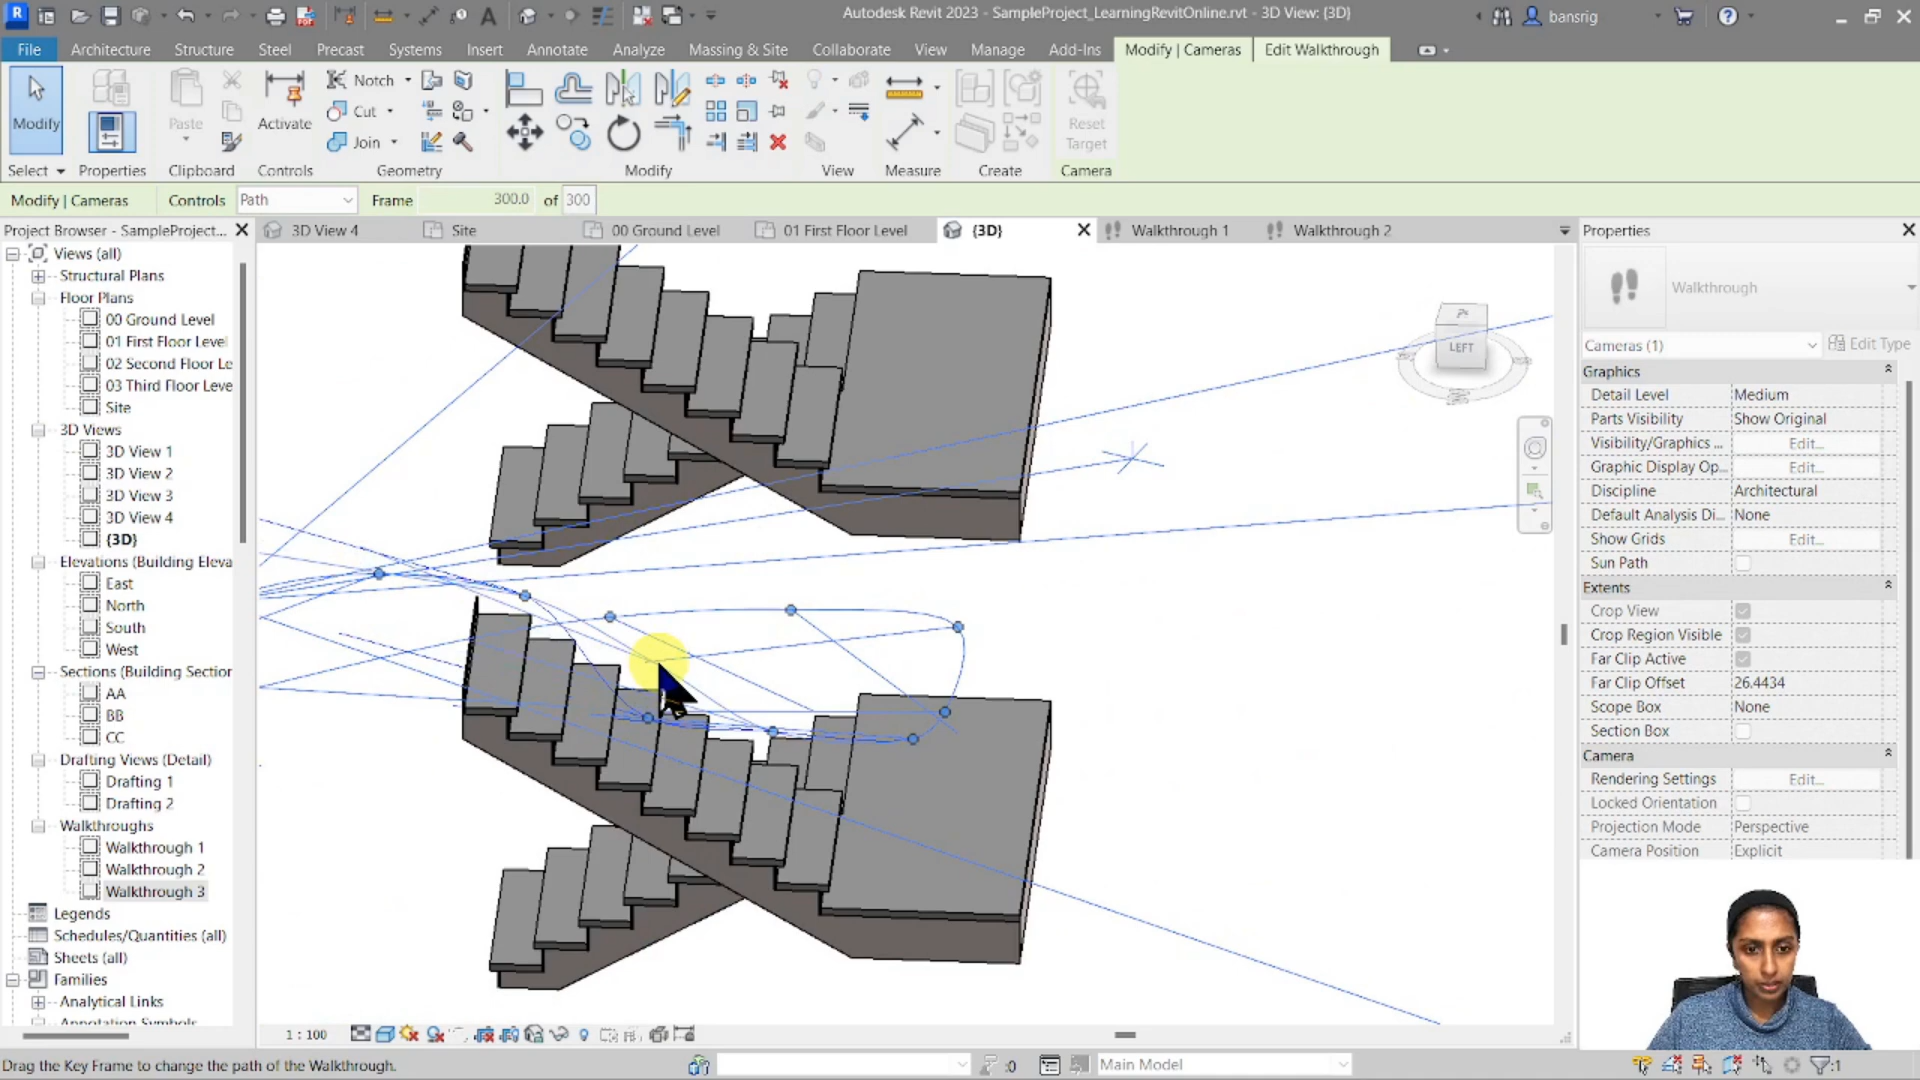 Autodesk Revit 2023 - SampleProject_LearningRevitOnline.rvt - 3D View: {3D}
bansrig
File Architecture Structure Steel Precast Systems Insert Annotate Analyze Massing & Site Collaborate View Manage Add-Ins Modify | Cameras Edit Walkthrough
Modify
Paste
Activate
Notch
Cut
Join
Reset Target
Select Properties Clipboard Controls Geometry Modify View Measure Create Camera
Modify | Cameras Controls Path Frame 300.0 of 300
Project Browser - SampleProject...
3D View 4 Site 00 Ground Level 01 First Floor Level {3D} Walkthrough 1 Walkthrough 2
Views (all)
Structural Plans
Floor Plans
00 Ground Level
01 First Floor Level
02 Second Floor Le
03 Third Floor Leve
Site
3D Views
3D View 1
3D View 2
3D View 3
3D View 4
{3D}
Elevations (Building Eleva
East
North
South
West
Sections (Building Section
AA
BB
CC
Drafting Views (Detail)
Drafting 1
Drafting 2
Walkthroughs
Walkthrough 1
Walkthrough 2
Walkthrough 3
Legends
Schedules/Quantities (all)
Sheets (all)
Families
Analytical Links
Annotation Symbols
LEFT
Properties
Walkthrough
Cameras (1) Edit Type
Graphics
Detail Level Medium
Parts Visibility Show Original
Visibility/Graphics ... Edit...
Graphic Display Op... Edit...
Discipline Architectural
Default Analysis Di... None
Show Grids Edit...
Sun Path
Extents
Crop View
Crop Region Visible
Far Clip Active
Far Clip Offset 26.4434
Scope Box None
Section Box
Camera
Rendering Settings Edit...
Locked Orientation
Projection Mode Perspective
Camera Position Explicit
1 : 100
Drag the Key Frame to change the path of the Walkthrough.
:0
Main Model
:1